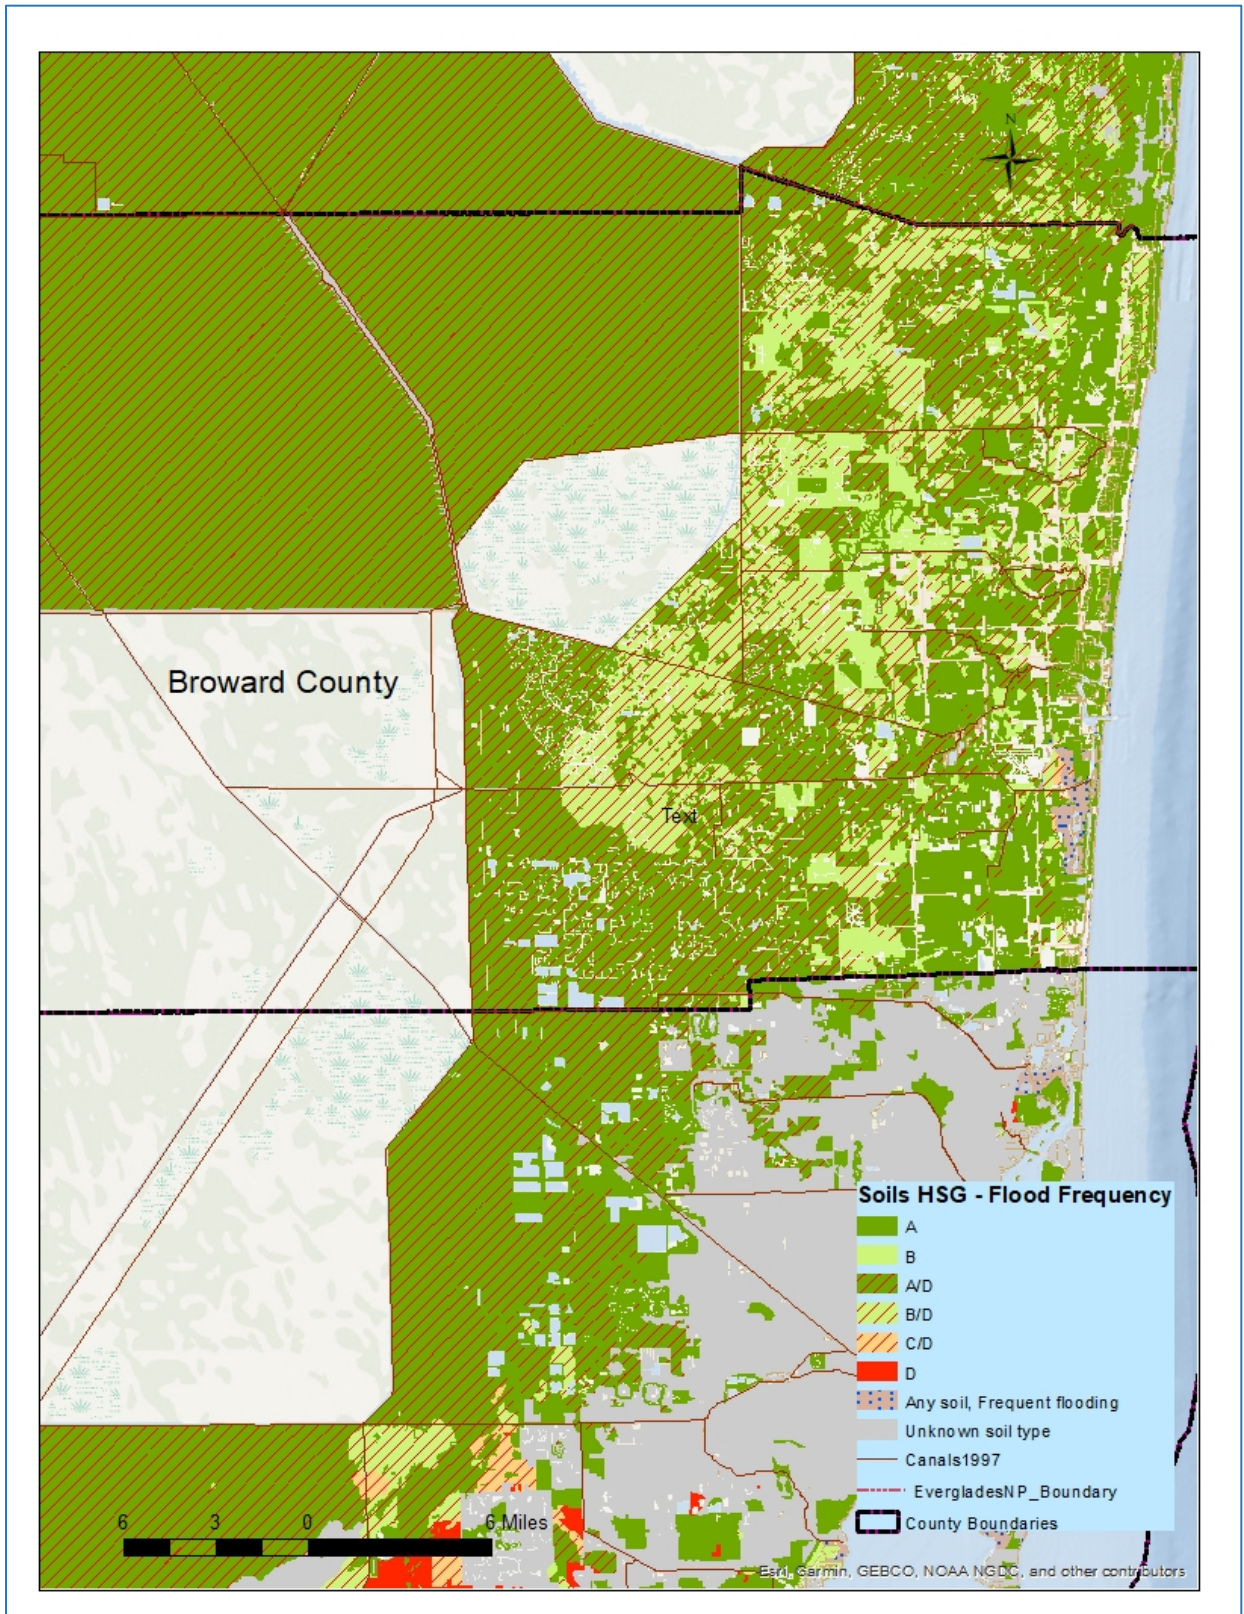 N
Broward County
Text
Soils HSG - Flood Frequency
A
B
A/D
B/D
C/D
D
Any soil, Frequent flooding
Unknown soil type
Canals1997
EvergladesNP_Boundary
County Boundaries
6 3 0 6 Miles
Esri, Garmin, GEBCO, NOAA NGDC, and other contributors